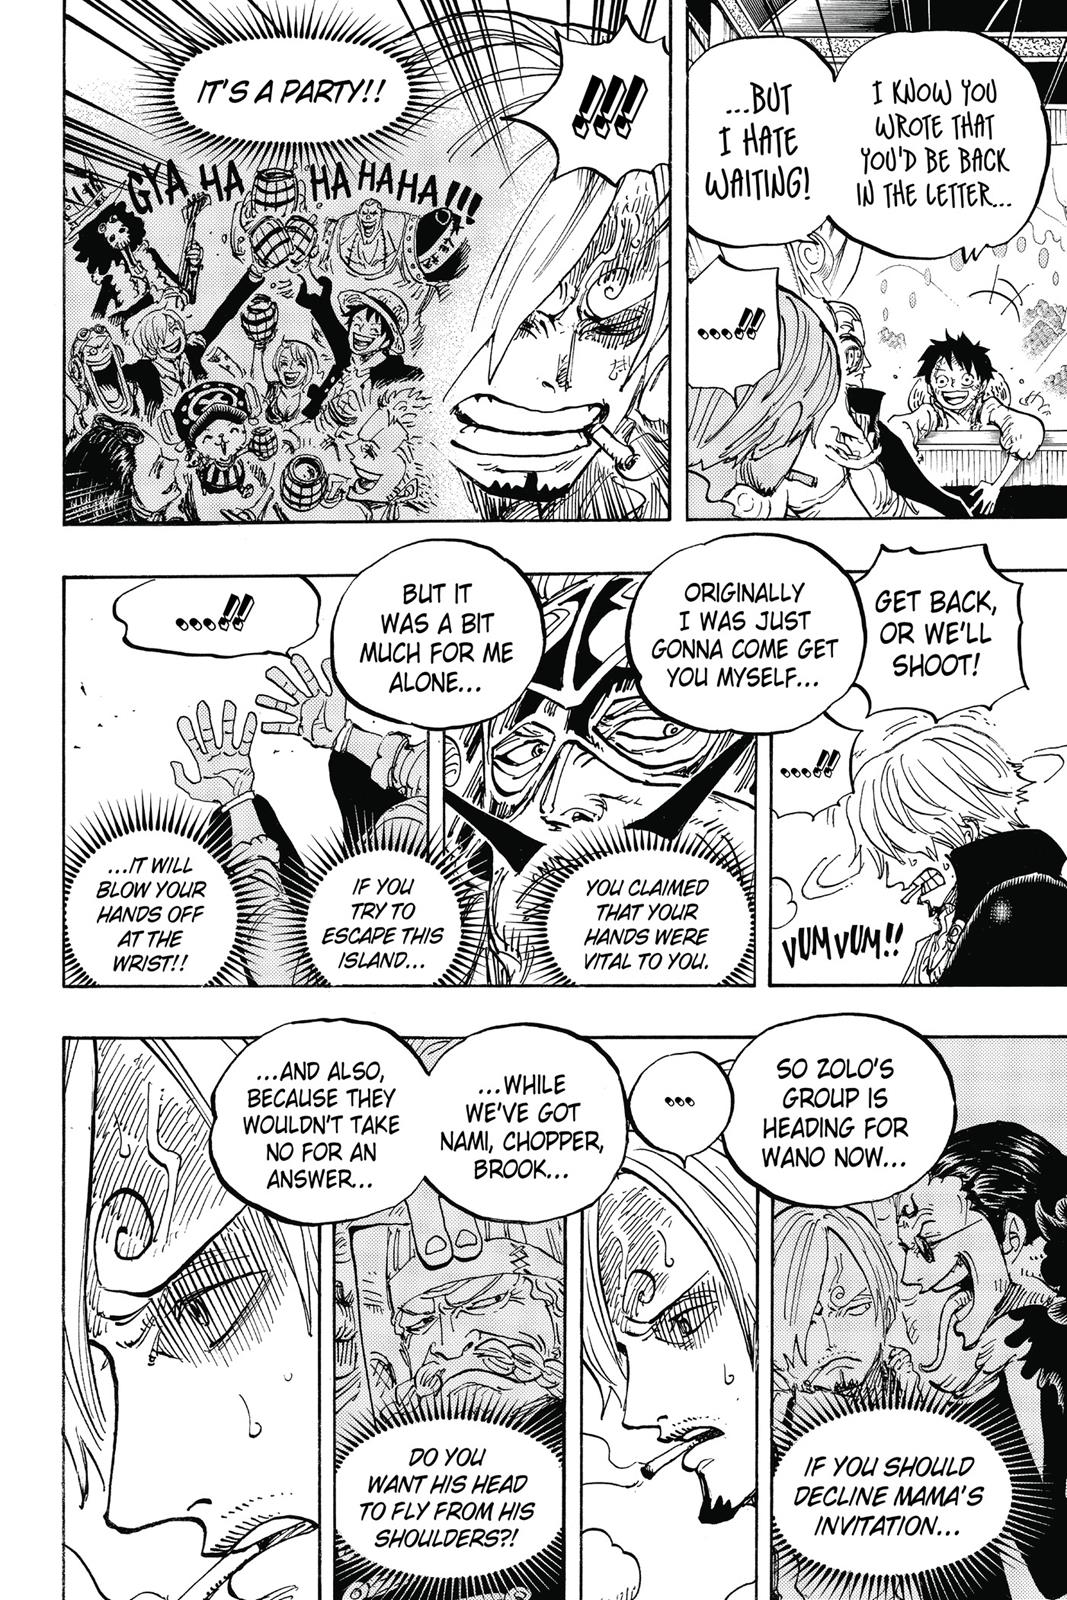 I KNOW YOU
WROTE THAT
YOU'D BE BACK
IN THE LETTER...
...BUT
I HATE
WAITING!
.....!!
!!!
IT'S A PARTY!!
GYA HA HA HA HA HA!!!
GET BACK,
OR WE'LL
SHOOT!
.....!!
VUM VUM!!
ORIGINALLY
I WAS JUST
GONNA COME GET
YOU MYSELF...
BUT IT
WAS A BIT
MUCH FOR ME
ALONE...
YOU CLAIMED
THAT YOUR
HANDS WERE
VITAL TO YOU.
.....!!
IF YOU
TRY TO
ESCAPE THIS
ISLAND...
...IT WILL
BLOW YOUR
HANDS OFF
AT THE
WRIST!!
SO ZOLO'S
GROUP IS
HEADING FOR
WANO NOW...
IF YOU SHOULD
DECLINE MAMA'S
INVITATION...
...
...WHILE
WE'VE GOT
NAMI, CHOPPER,
BROOK...
DO YOU
WANT HIS HEAD
TO FLY FROM HIS
SHOULDERS?!
...AND ALSO,
BECAUSE THEY
WOULDN'T TAKE
NO FOR AN
ANSWER...